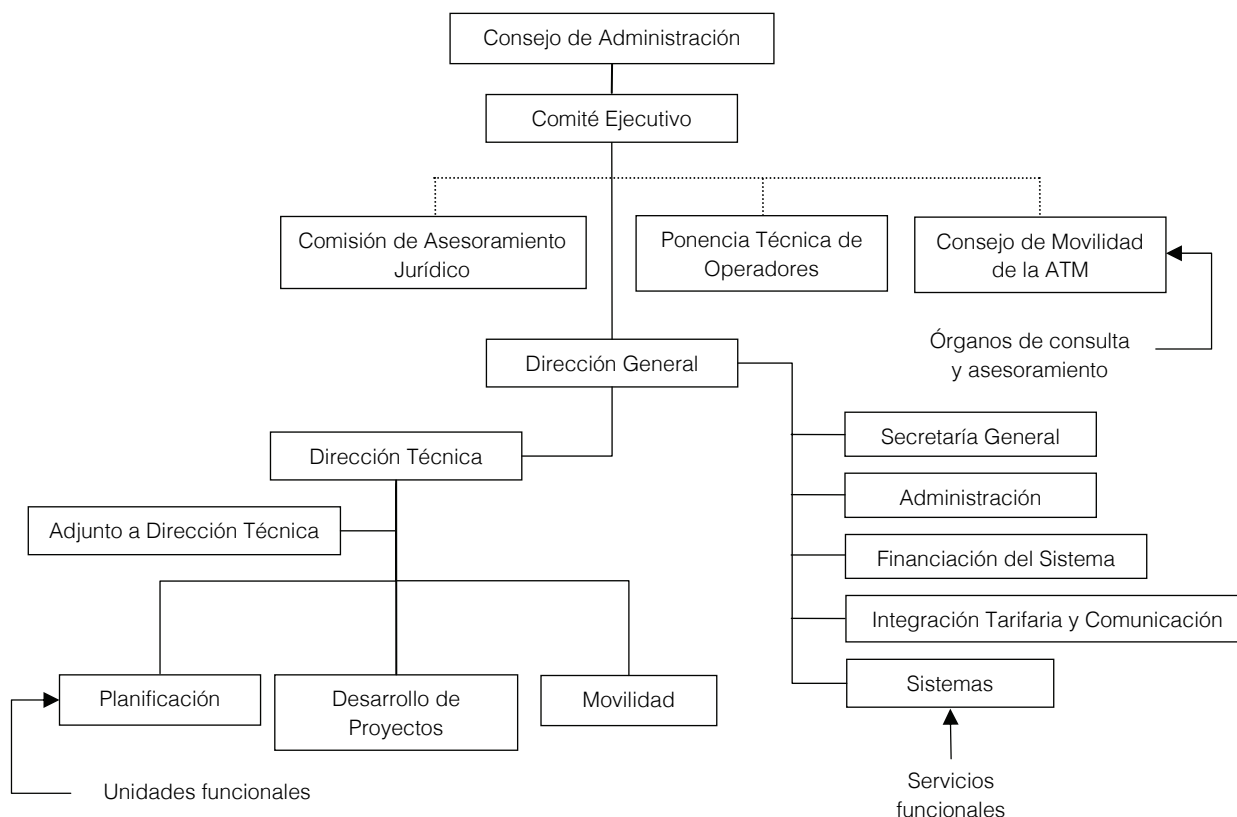 Consejo de Administración
Comité Ejecutivo
Comisión de Asesoramiento
Jurídico
Ponencia Técnica de
Operadores
Consejo de Movilidad
de la ATM
Órganos de consulta
y asesoramiento
Dirección General
Secretaría General
Dirección Técnica
Administración
Adjunto a Dirección Técnica
Financiación del Sistema
Integración Tarifaria y Comunicación
Sistemas
Planificación
Desarrollo de
Proyectos
Movilidad
Unidades funcionales
Servicios
funcionales